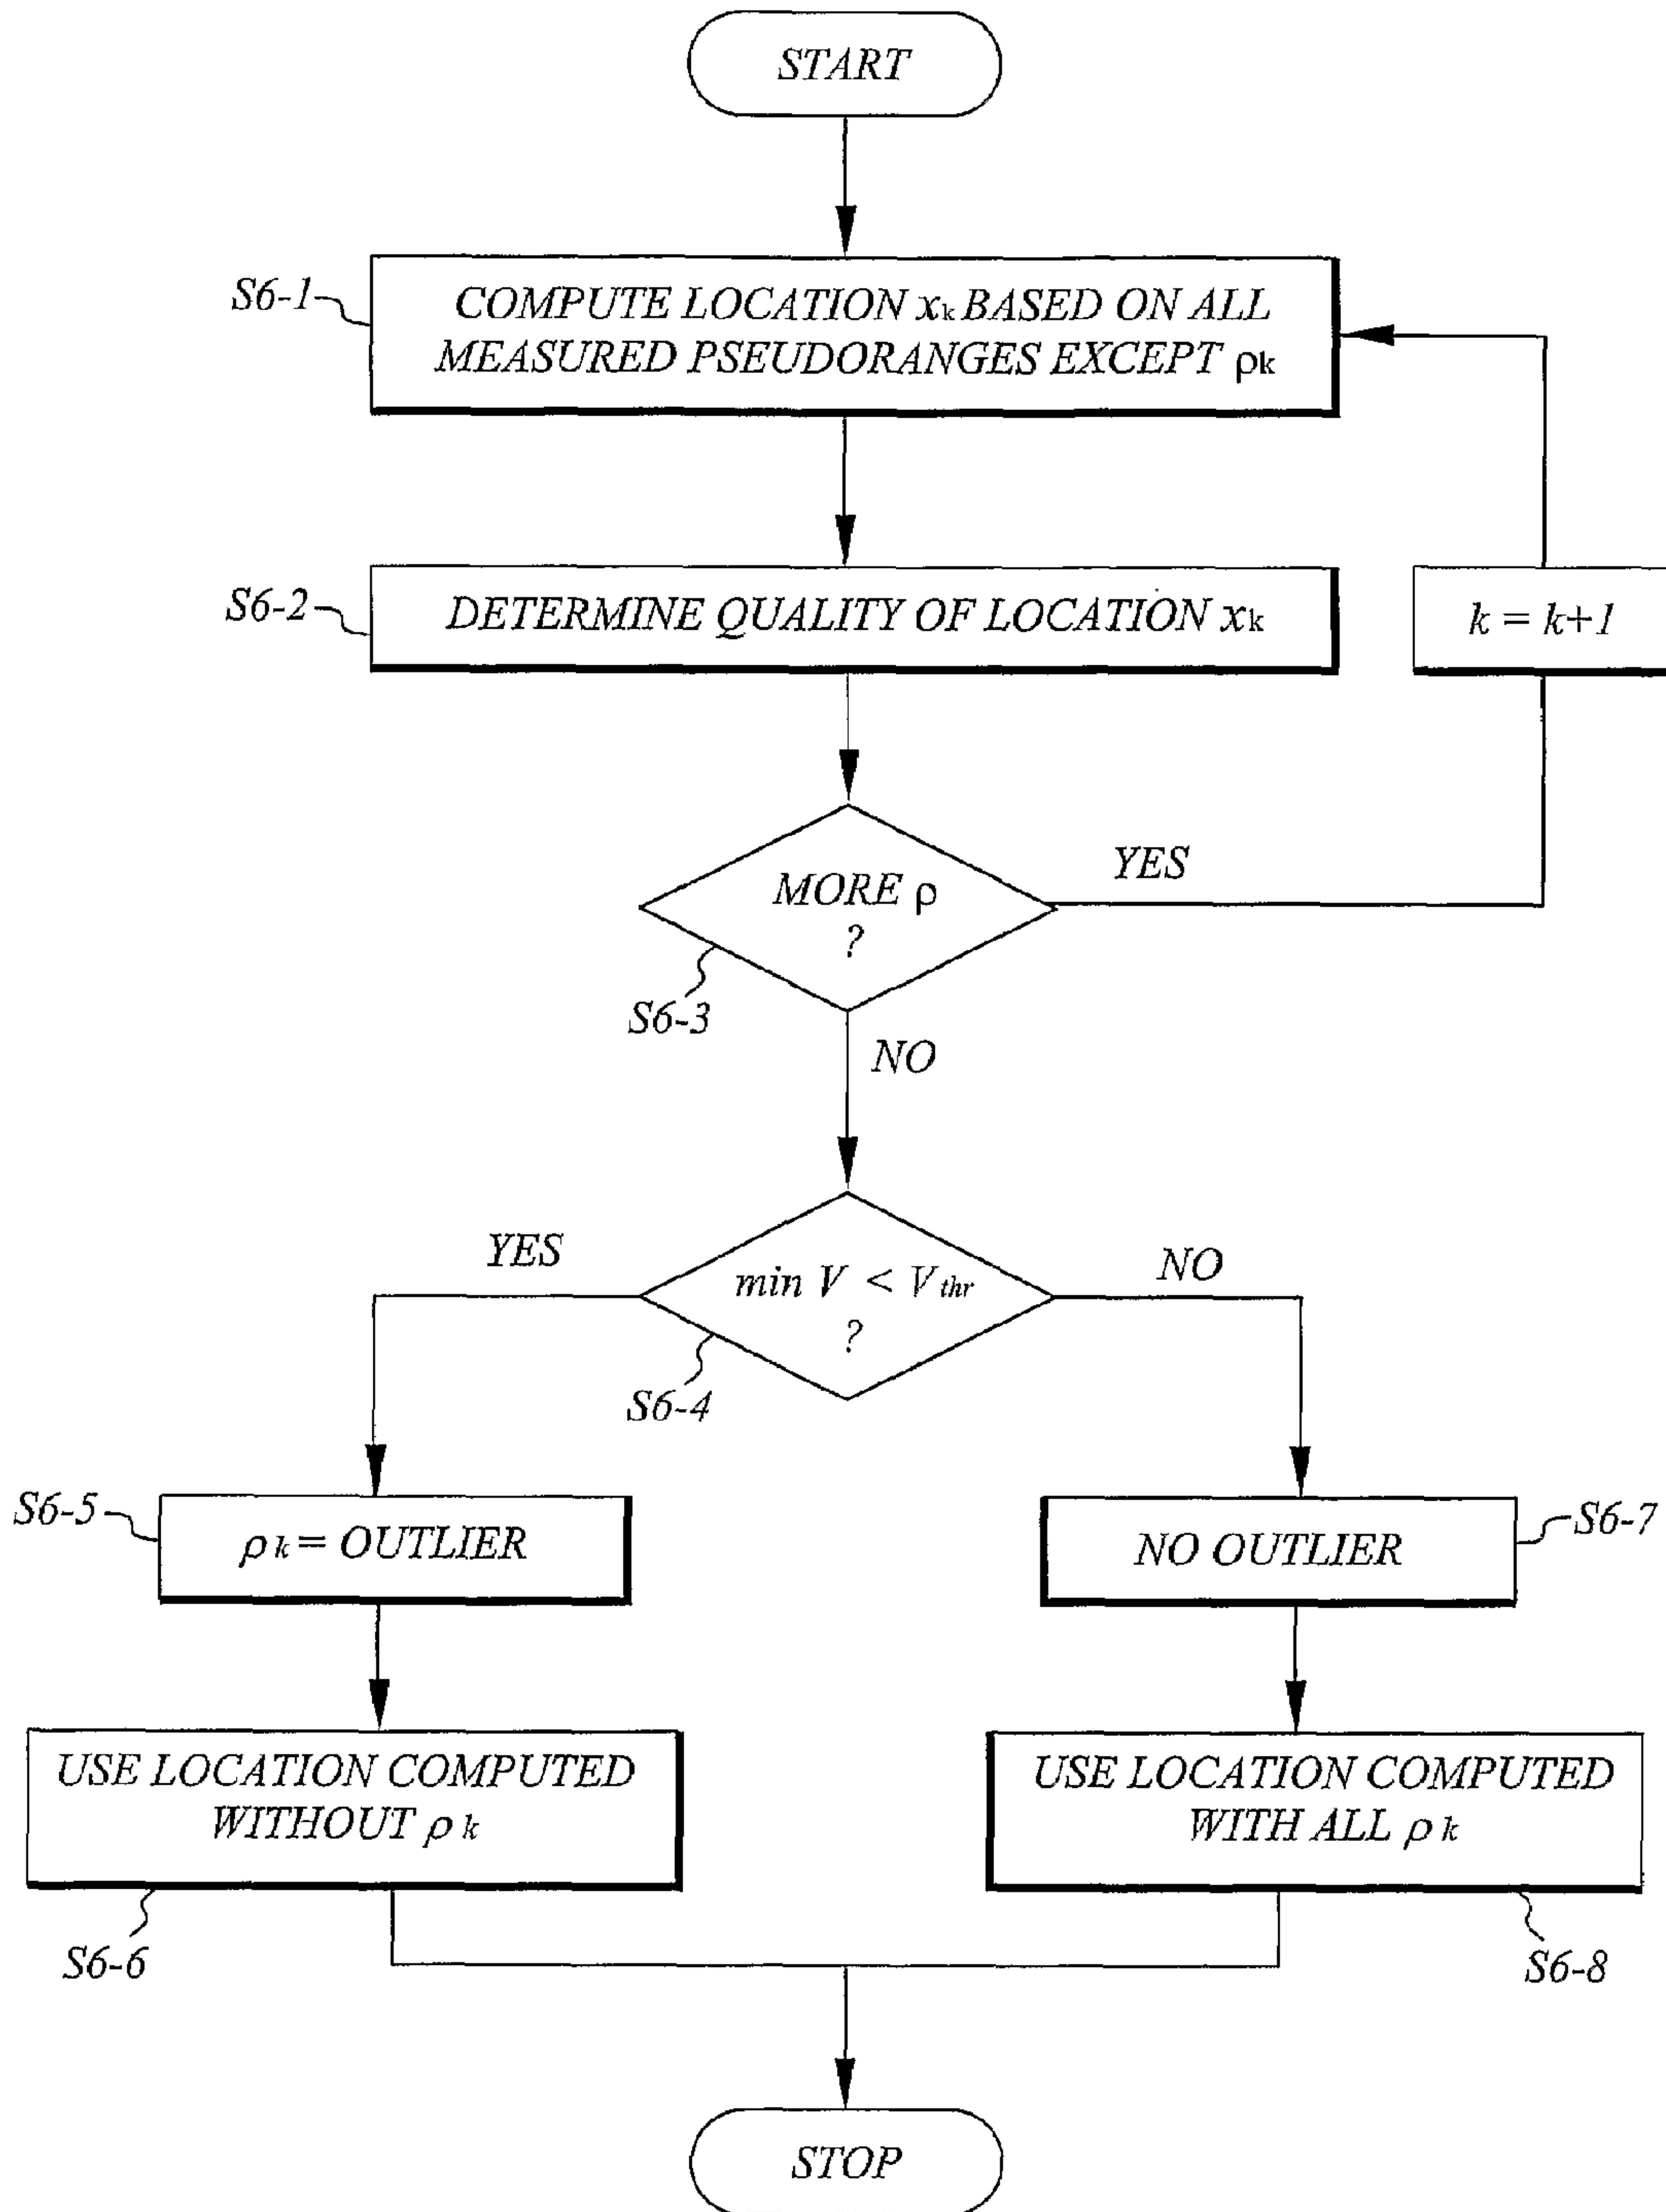 START
S6-1
COMPUTE LOCATION xk BASED ON ALL
MEASURED PSEUDORANGES EXCEPT ρk
S6-2
DETERMINE QUALITY OF LOCATION xk
k = k+1
MORE ρ
?
YES
S6-3
NO
YES
min V < Vthr
?
NO
S6-4
S6-5
ρk = OUTLIER
NO OUTLIER
S6-7
USE LOCATION COMPUTED
WITHOUT ρk
USE LOCATION COMPUTED
WITH ALL ρk
S6-6
S6-8
STOP